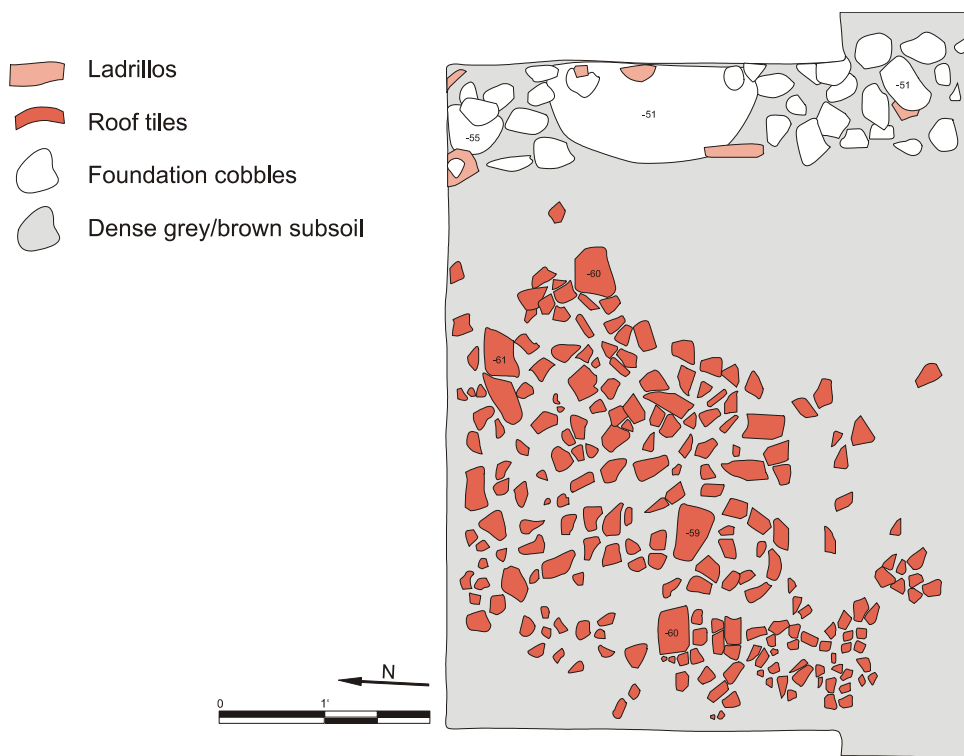 Ladrillos
Roof tiles
Foundation cobbles
Dense grey/brown subsoil
-51
-51
-55
-60
-61
-59
-60
N
0 1'